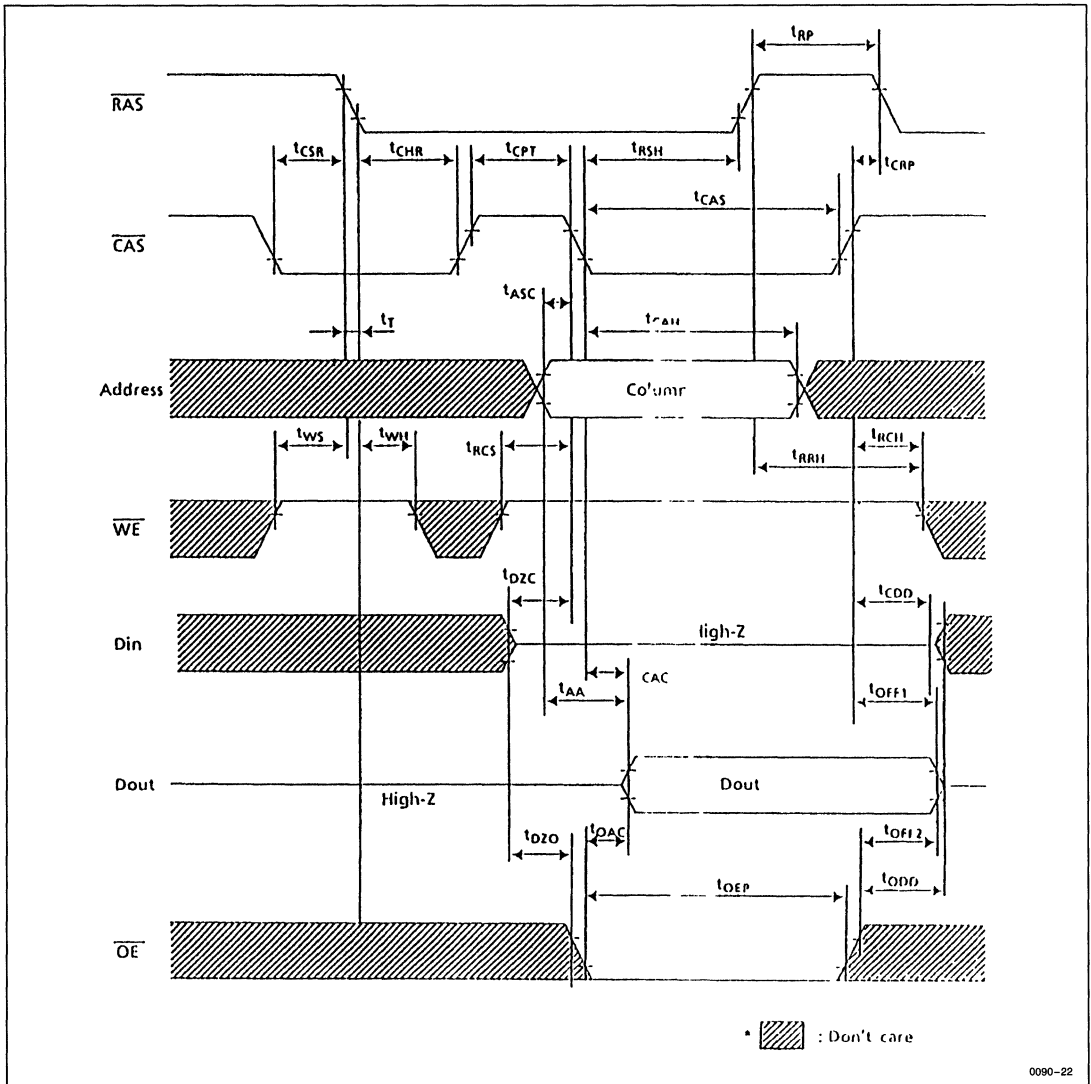 tRP
RAS
tCSR
tCHR
tCPT
tRSH
tCRP
tCAS
CAS
tASC
tT
tCAH
Address
Column
tWS
tWH
tRCS
tRCH
tRRH
WE
tDZC
tCDD
Din
High-Z
CAC
tAA
tOFF1
Dout
High-Z
Dout
tDZO
tOAC
tOFF2
tODD
tOEP
OE
* : Don't care
0090-22